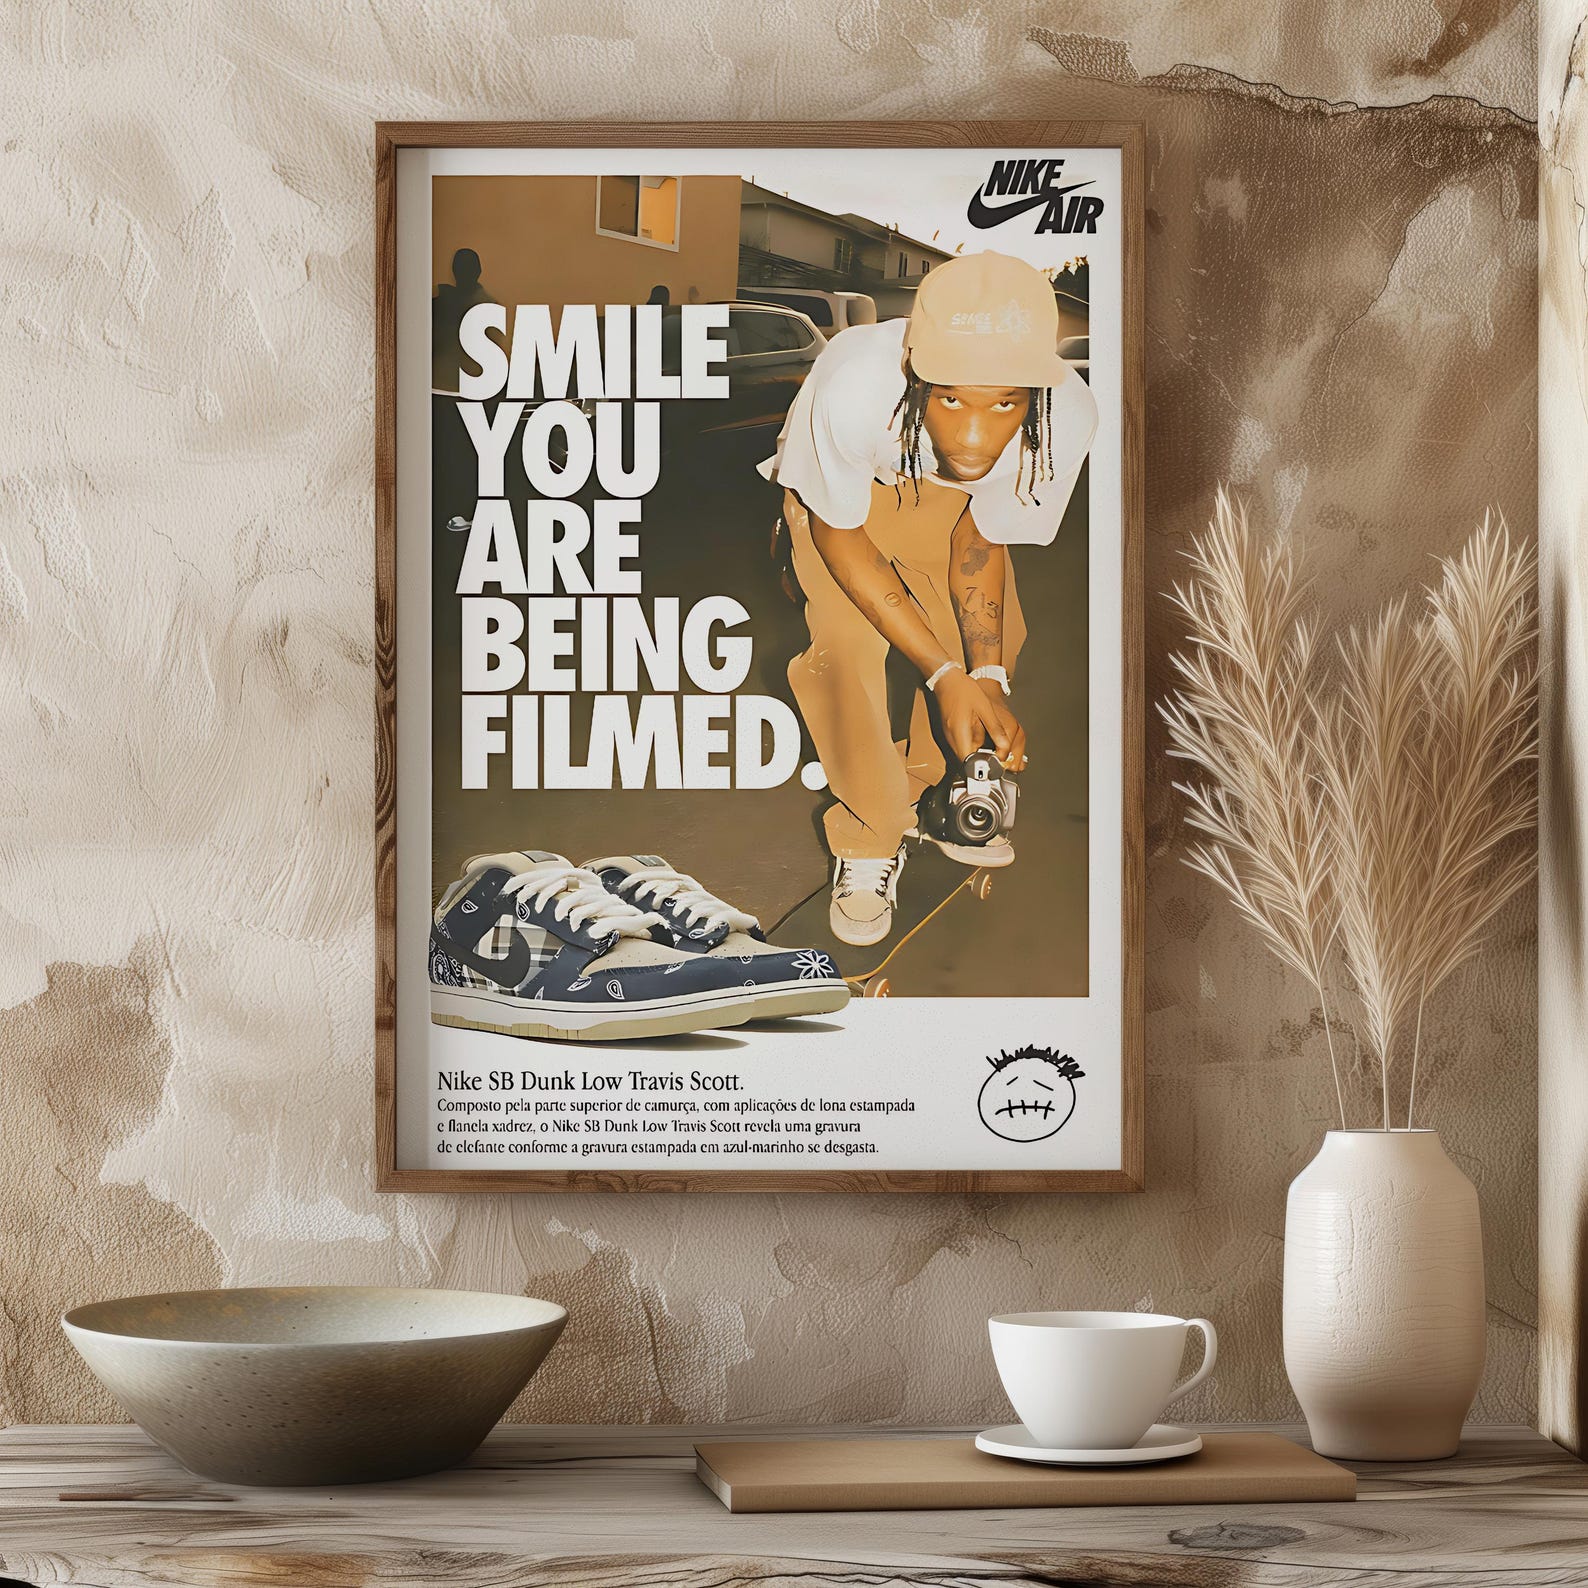 NIKE
AIR
SMILE
YOU
ARE
BEING
FILMED.
Nike SB Dunk Low Travis Scott.
Composto pela parte superior de camurça, com aplicações de lona estampada
e flanela xadrez, o Nike SB Dunk Low Travis Scott revela uma gravura
de elefante conforme a gravura estampada em azul-marinho se desgasta.